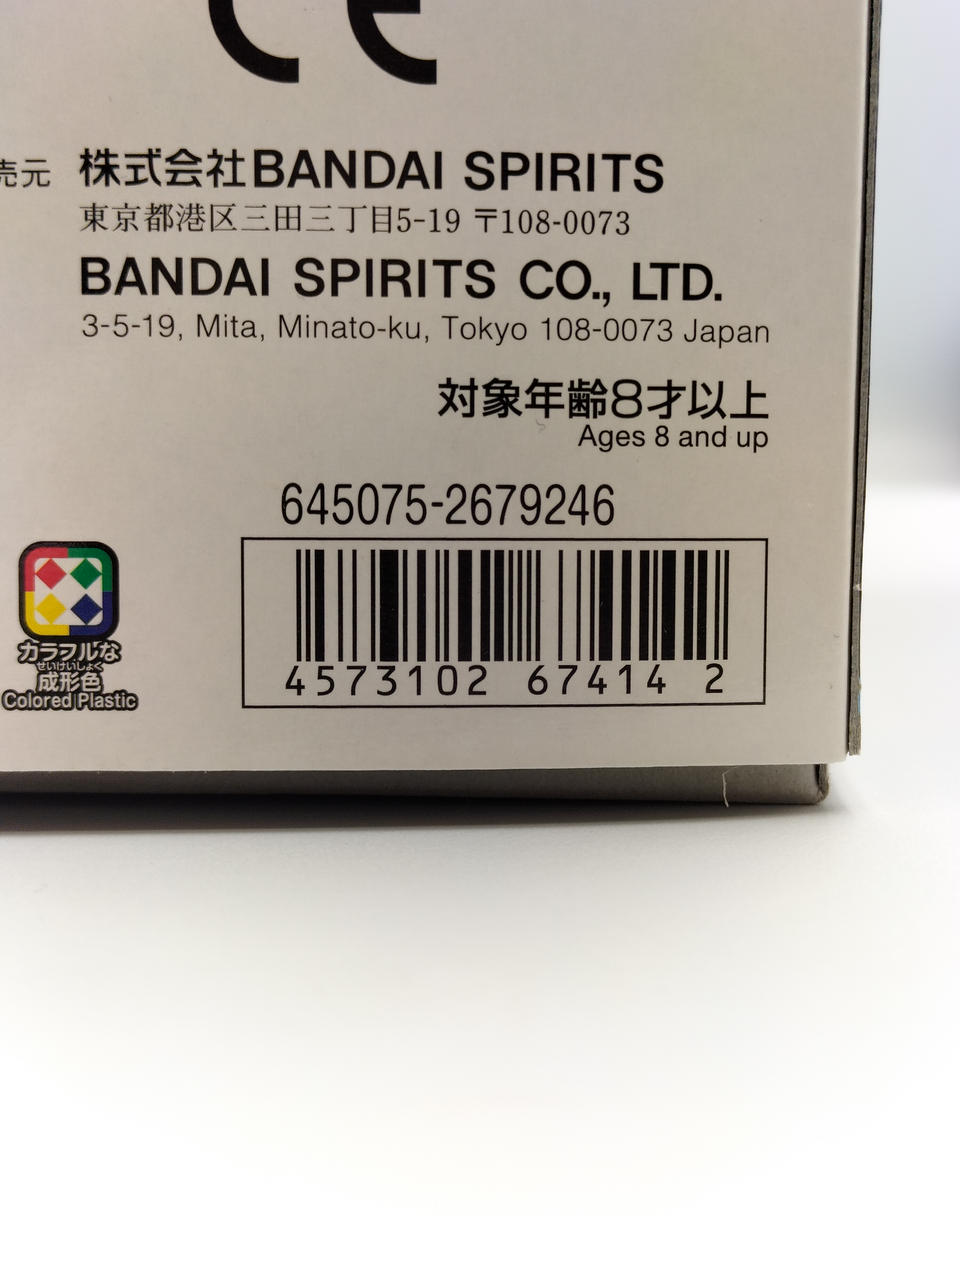 CE
売元 株式会社BANDAI SPIRITS
東京都港区三田三丁目5-19 〒108-0073
BANDAI SPIRITS CO., LTD.
3-5-19, Mita, Minato-ku, Tokyo 108-0073 Japan
対象年齢8才以上
Ages 8 and up
645075-2679246
4573102 67414 2
カラフルな
せいけいしょく
成形色
Colored Plastic